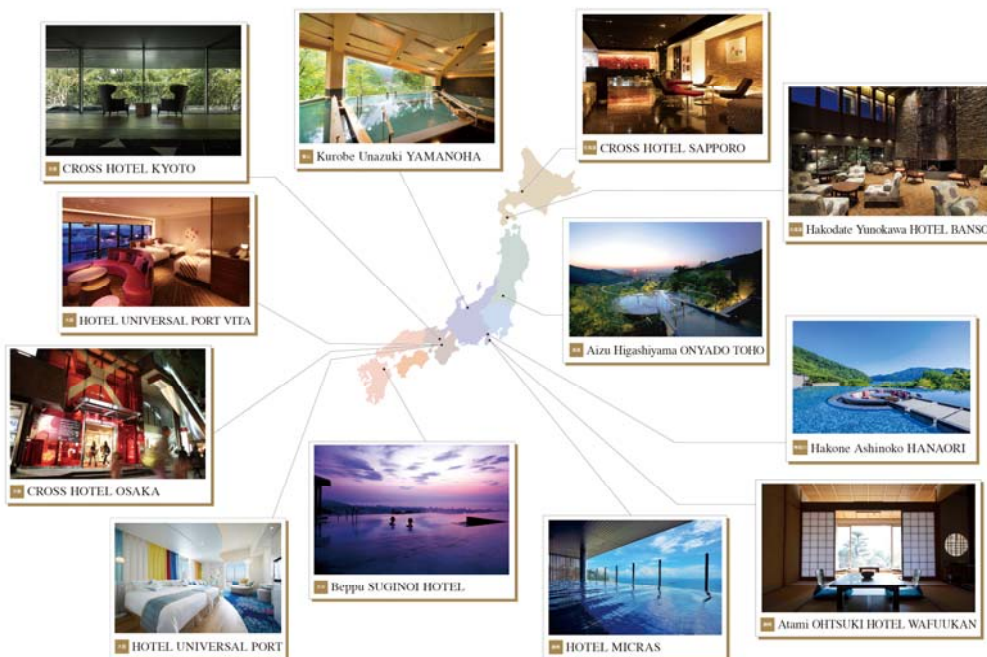 CROSS HOTEL KYOTO
Kurobe Unazuki YAMANOHA
CROSS HOTEL SAPPORO
Hakodate Yunokawa HOTEL BANSO
HOTEL UNIVERSAL PORT VITA
Aizu Higashiyama ONYADO TOHO
Hakone Ashinoko HANAORI
CROSS HOTEL OSAKA
Beppu SUGINOI HOTEL
HOTEL UNIVERSAL PORT
HOTEL MICRAS
Atami OHTSUKI HOTEL WAFUUKAN